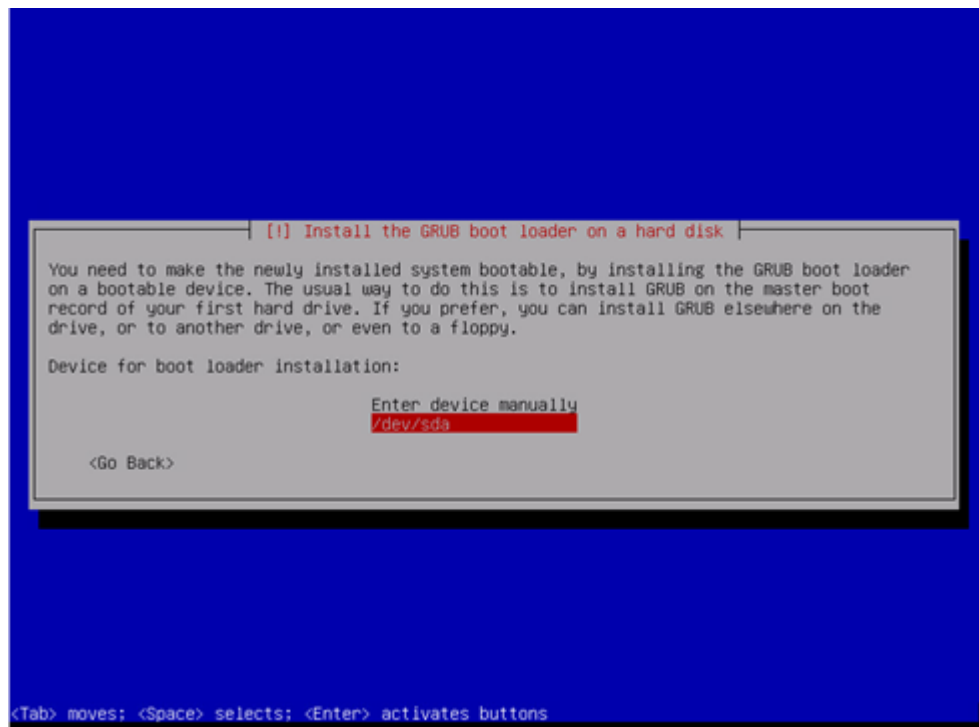 [!] Install the GRUB boot loader on a hard disk
You need to make the newly installed system bootable, by installing the GRUB boot loader
on a bootable device. The usual way to do this is to install GRUB on the master boot
record of your first hard drive. If you prefer, you can install GRUB elsewhere on the
drive, or to another drive, or even to a floppy.
Device for boot loader installation:
Enter device manually
/dev/sda
<Go Back>
<Tab> moves; <Space> selects; <Enter> activates buttons